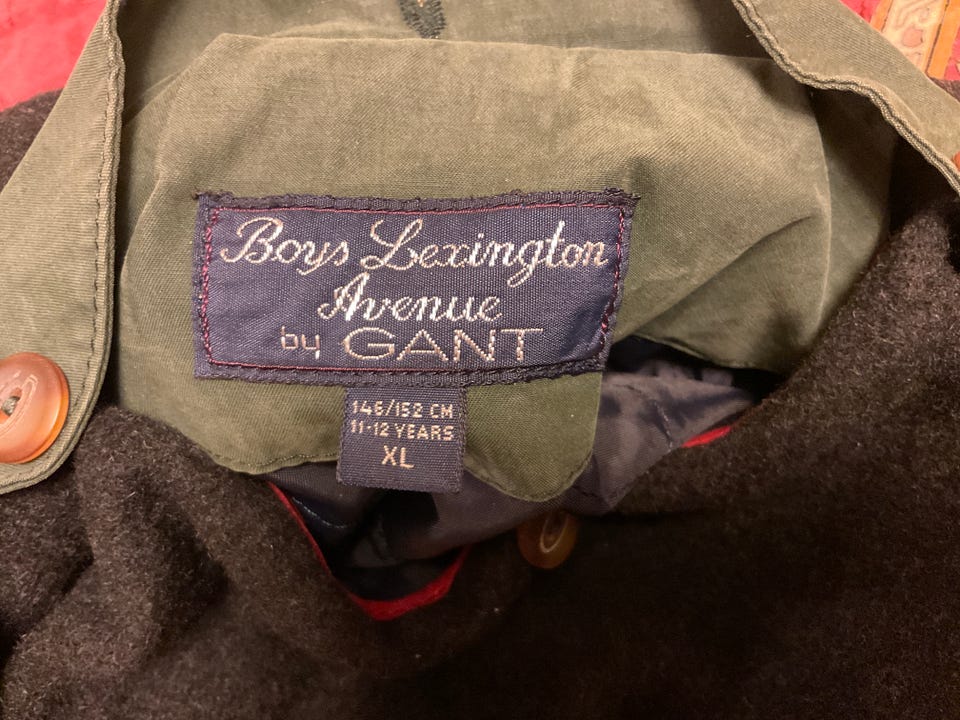 Boys Lexington
Avenue
by GANT
146/152 CM
11-12 YEARS
XL